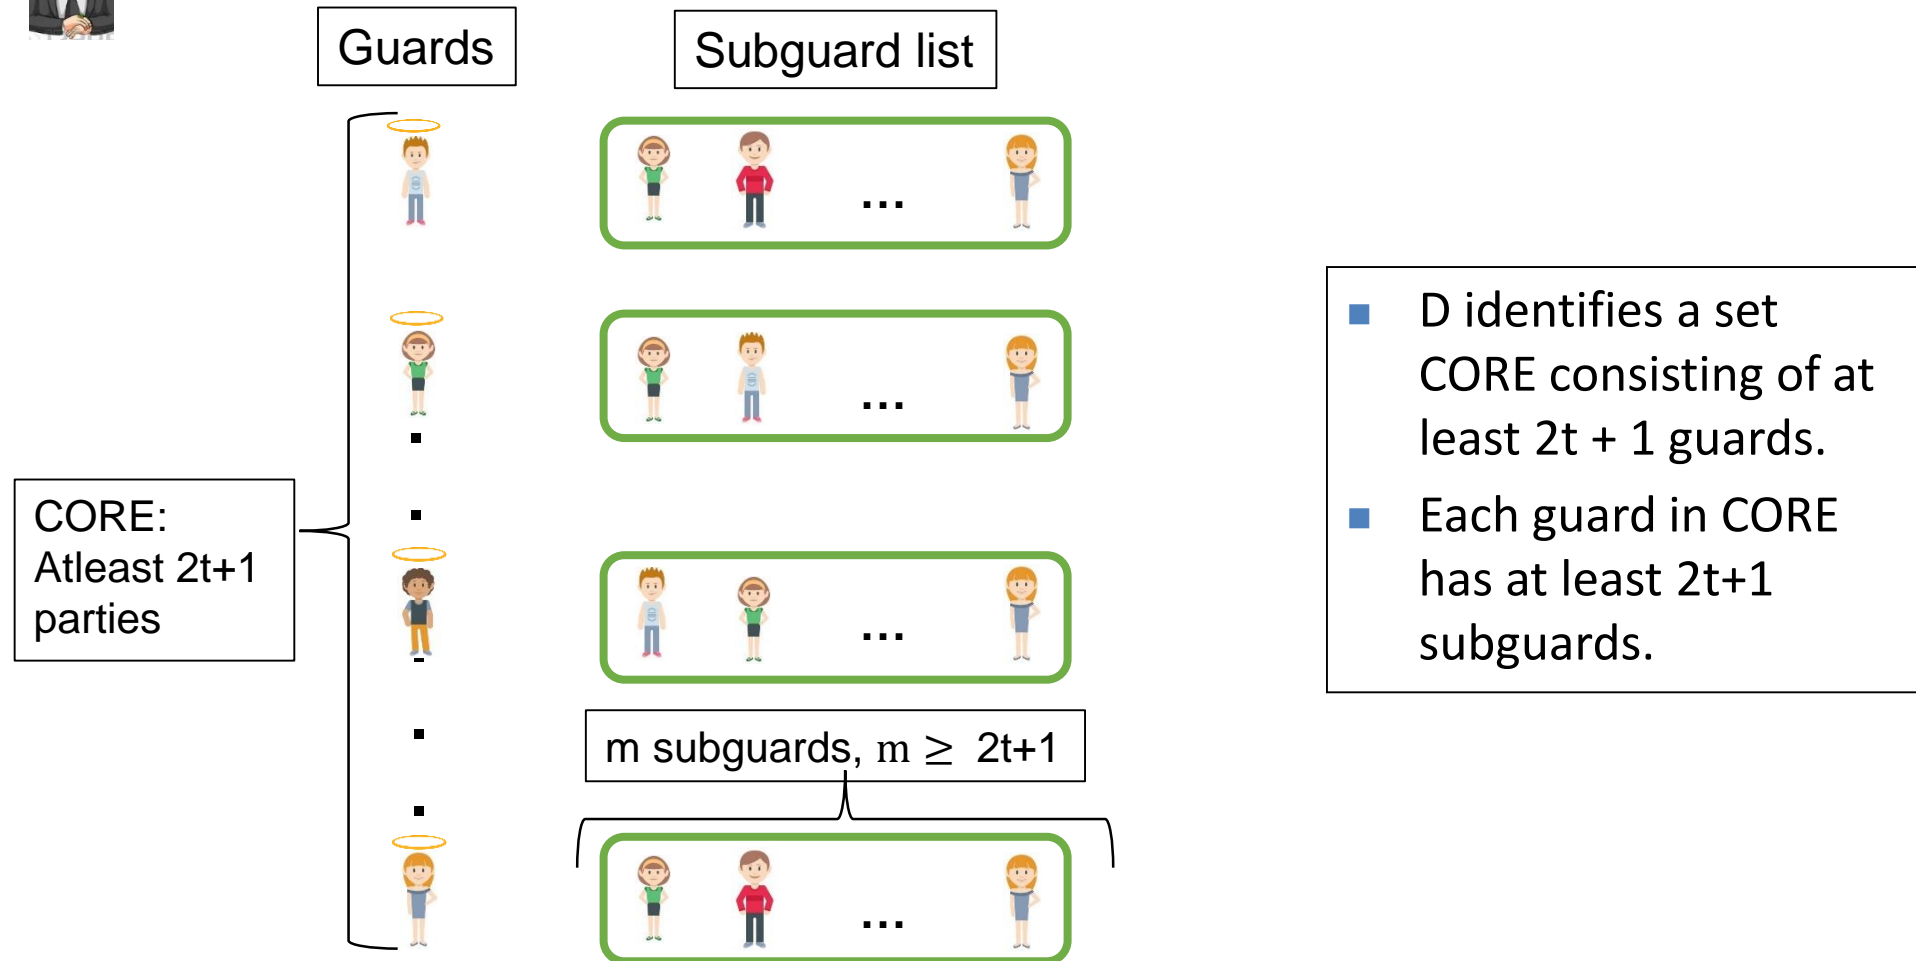 Guards
Subguard list
...
...
CORE:
Atleast 2t+1
parties
...
m subguards, m ≥ 2t+1
...
■ D identifies a set
CORE consisting of at
least 2t + 1 guards.
■ Each guard in CORE
has at least 2t+1
subguards.